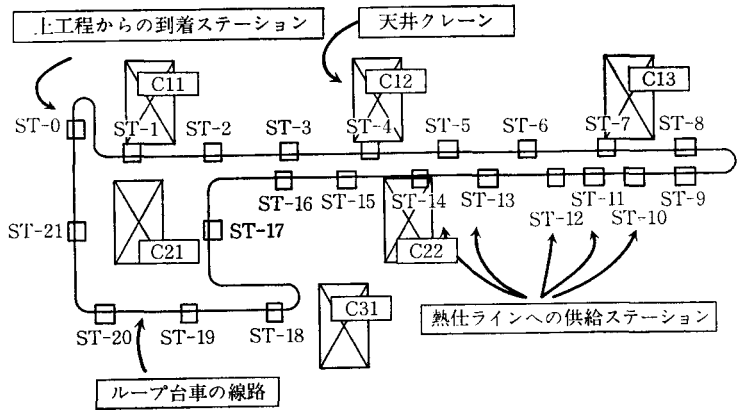 上工程からの到着ステーション
天井クレーン
C11
C12
C13
ST-0
ST-1
ST-2
ST-3
ST-4
ST-5
ST-6
ST-7
ST-8
ST-16
ST-15
ST-14
ST-13
ST-12
ST-11
ST-10
ST-9
ST-21
ST-17
C21
C22
C31
熱仕ラインへの供給ステーション
ST-20
ST-19
ST-18
ループ台車の線路